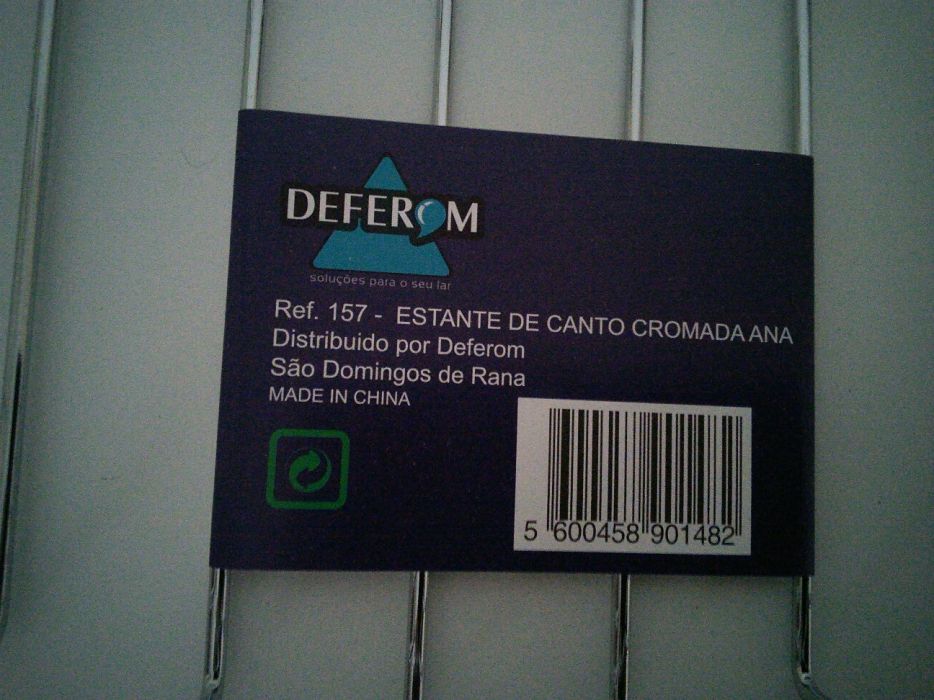 DEFEROM
soluções para o seu lar
Ref. 157 - ESTANTE DE CANTO CROMADA ANA
Distribuido por Deferom
São Domingos de Rana
MADE IN CHINA
5 600458 901482